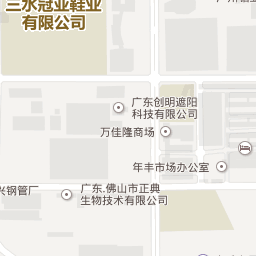 三水冠业鞋业
有限公司
广东创明遮阳
科技有限公司
万佳隆商场
年丰市场办公室
兴钢管厂
广东.佛山市正典
生物技术有限公司